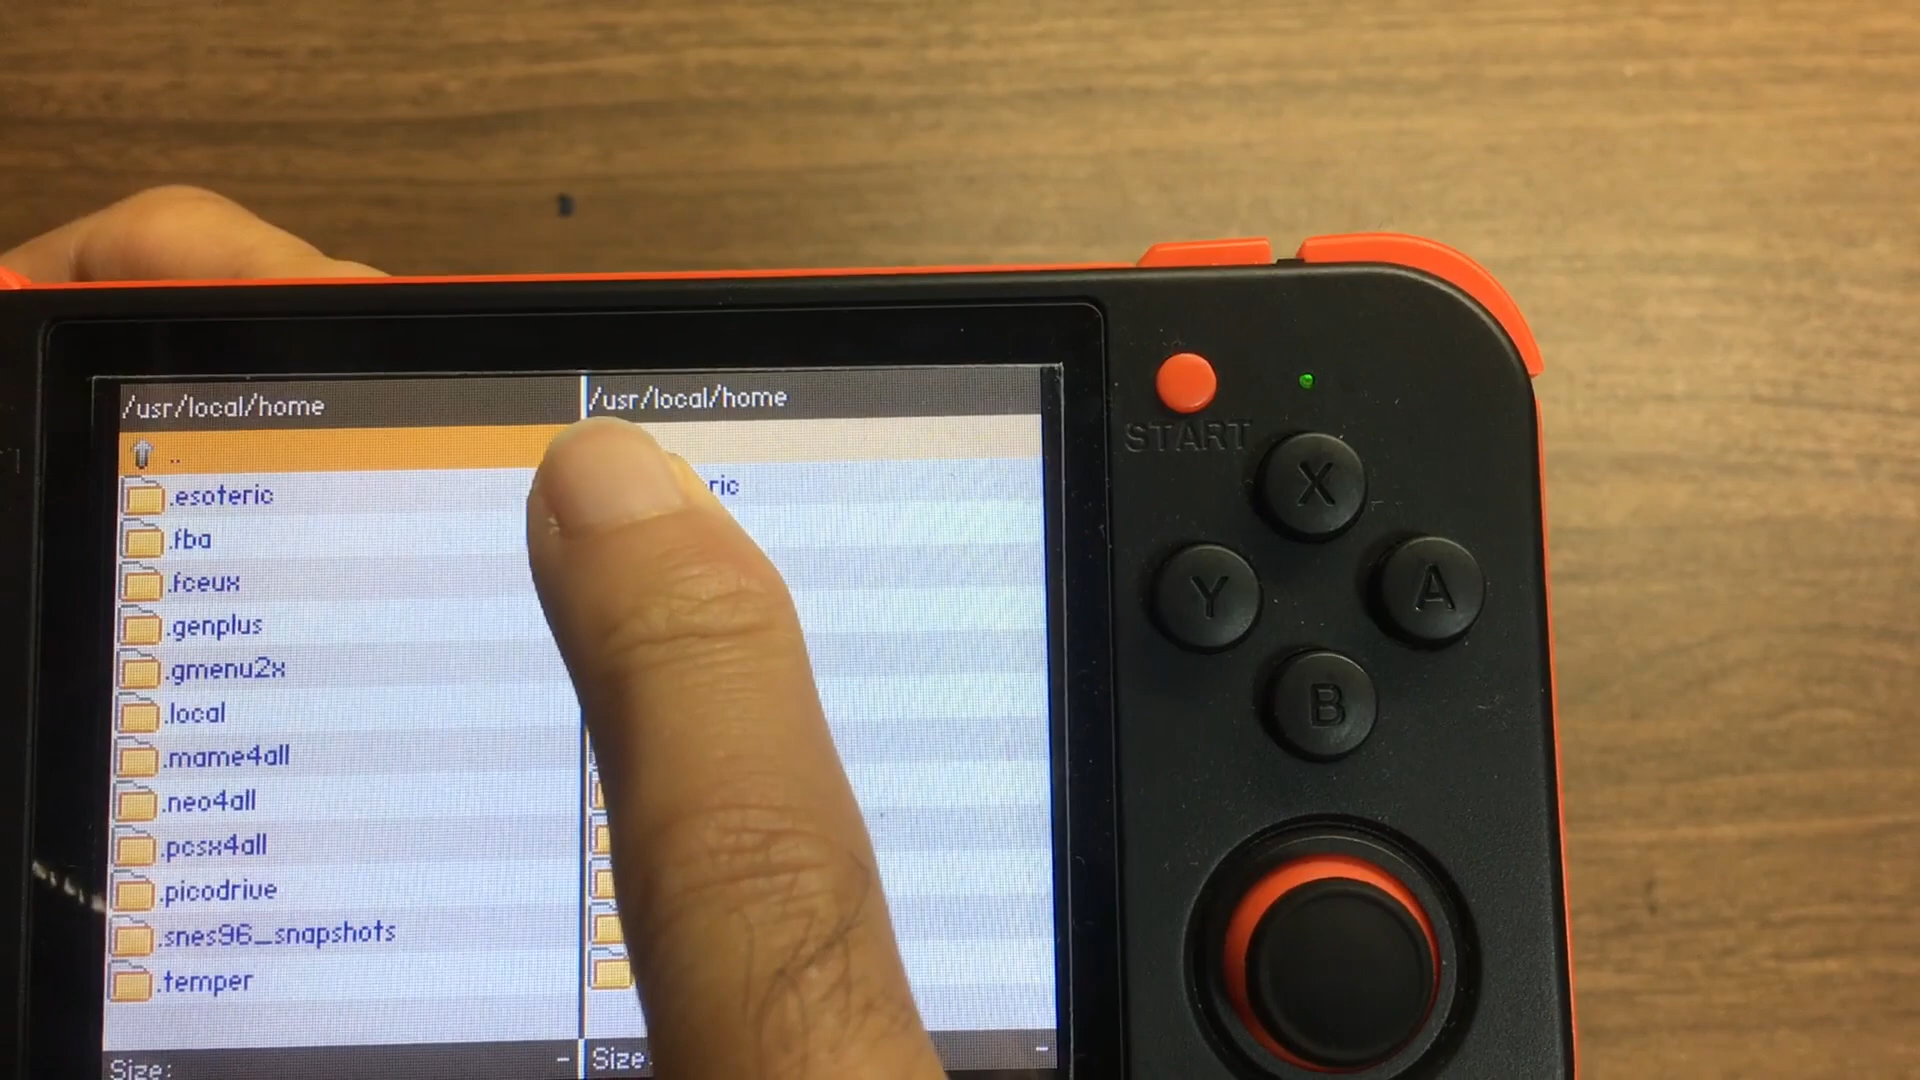 /usr/local/home
/usr/local/home
..
.esoteric
ric
.fba
.fceux
.genplus
.gmenu2x
.local
.mame4all
.neo4all
.pcsx4all
.picodrive
.snes96_snapshots
.temper
Size: -
Size -
START
X
Y
A
B